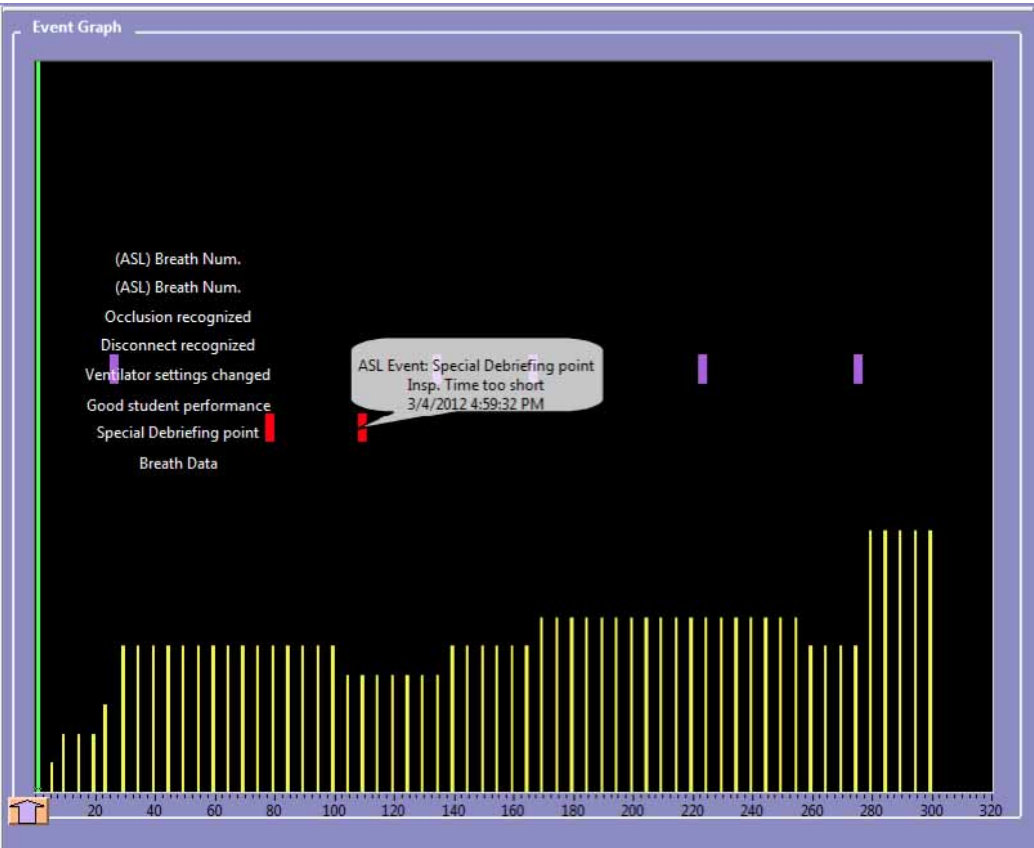 Event Graph
(ASL) Breath Num.
(ASL) Breath Num.
Occlusion recognized
Disconnect recognized
Ventilator settings changed
Good student performance
Special Debriefing point
Breath Data
ASL Event: Special Debriefing point
Insp. Time too short
3/4/2012 4:59:32 PM
20 40 60 80 100 120 140 160 180 200 220 240 260 280 300 320